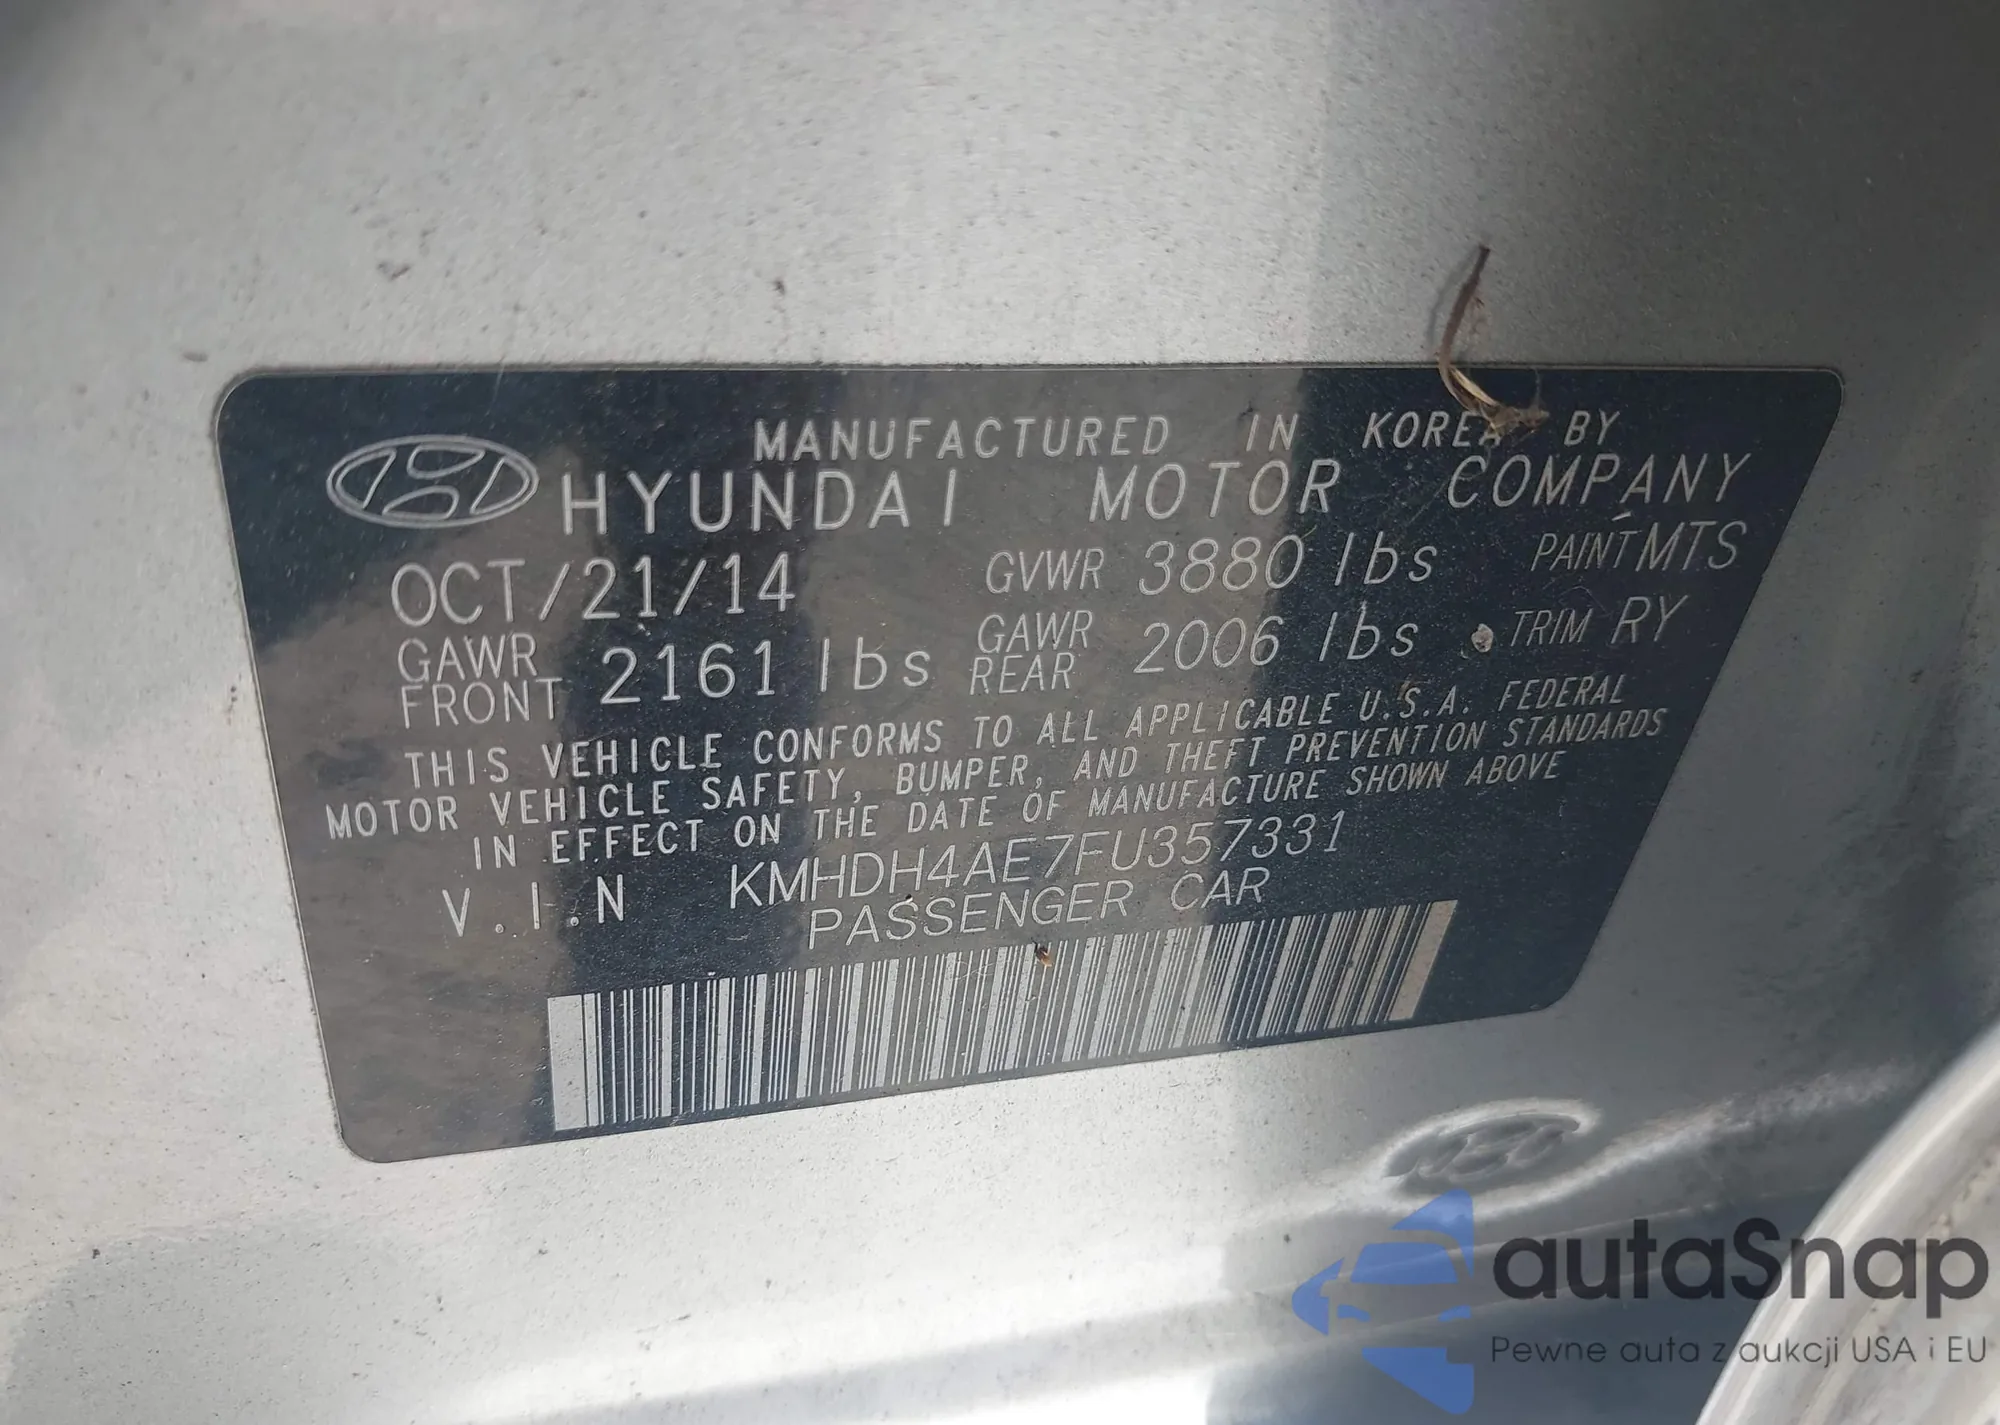 MANUFACTURED IN KOREA BY
HYUNDAI MOTOR COMPANY
OCT/21/14 GVWR 3880 lbs PAINT MTS
GAWR FRONT 2161 lbs GAWR REAR 2006 lbs TRIM RY
THIS VEHICLE CONFORMS TO ALL APPLICABLE U.S.A. FEDERAL
MOTOR VEHICLE SAFETY, BUMPER, AND THEFT PREVENTION STANDARDS
IN EFFECT ON THE DATE OF MANUFACTURE SHOWN ABOVE
V.I.N KMHDH4AE7FU357331
PASSENGER CAR
autaSnap
Pewne auta z aukcji USA i EU